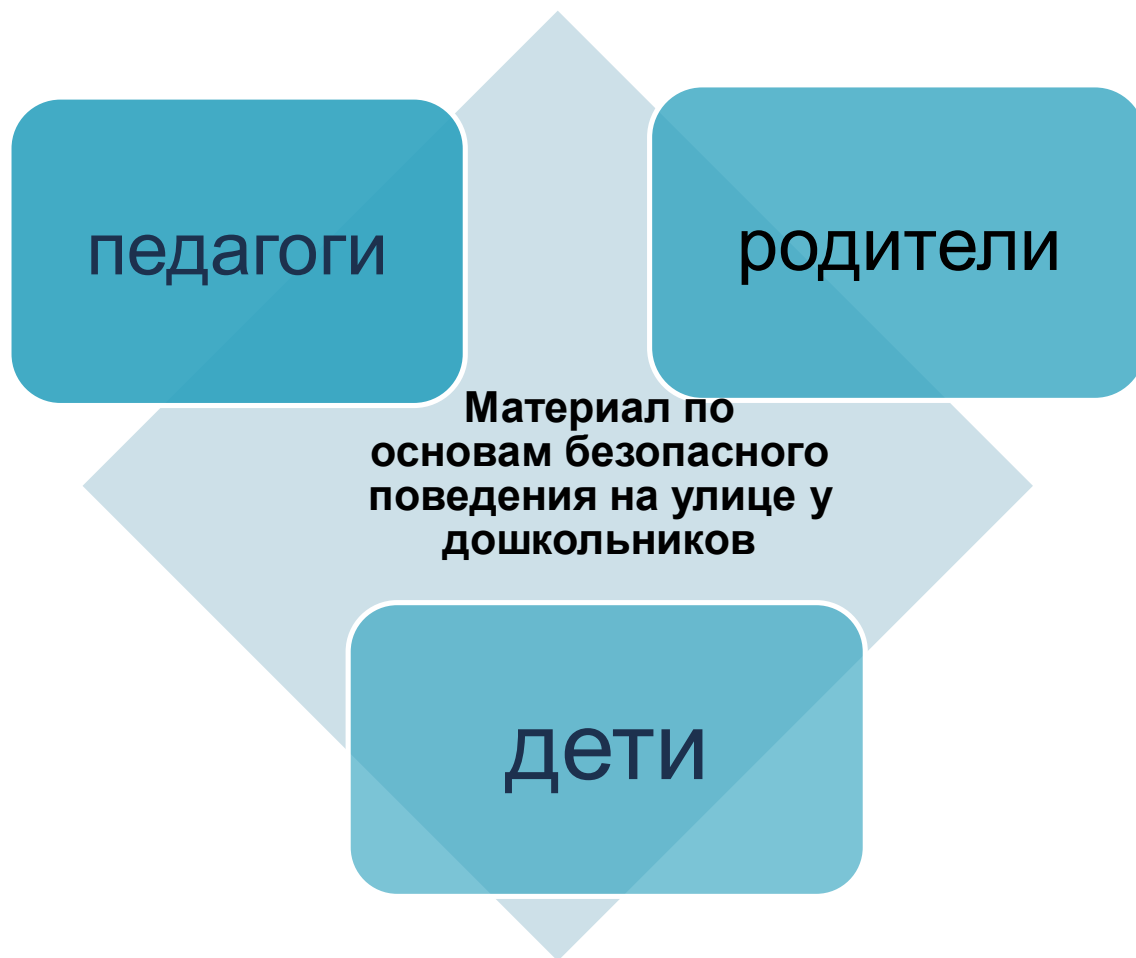 педагоги
родители
Материал по
основам безопасного
поведения на улице у
дошкольников
дети